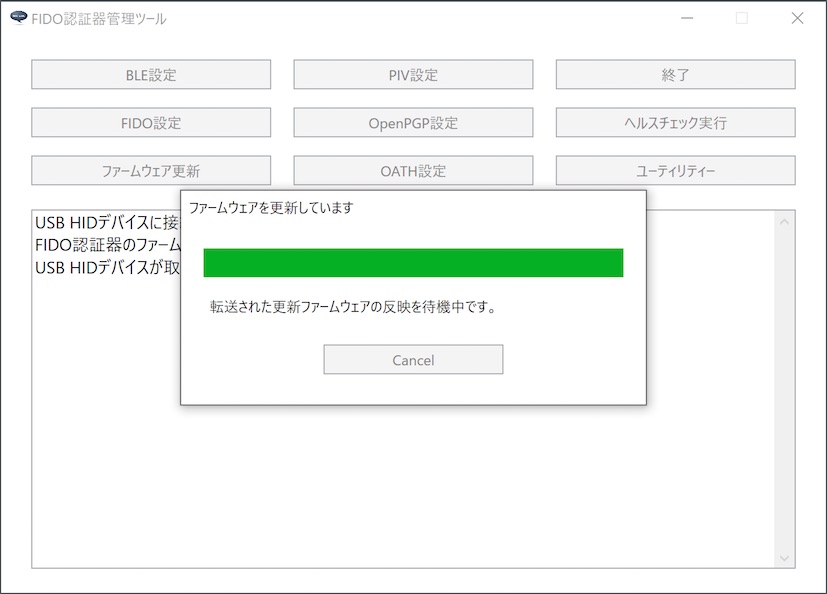 FIDO認証器管理ツール
BLE設定
PIV設定
終了
FIDO設定
OpenPGP設定
ヘルスチェック実行
ファームウェア更新
OATH設定
ユーティリティー
USB HIDデバイスに接
FIDO認証器のファーム
USB HIDデバイスが取
ファームウェアを更新しています
転送された更新ファームウェアの反映を待機中です。
Cancel